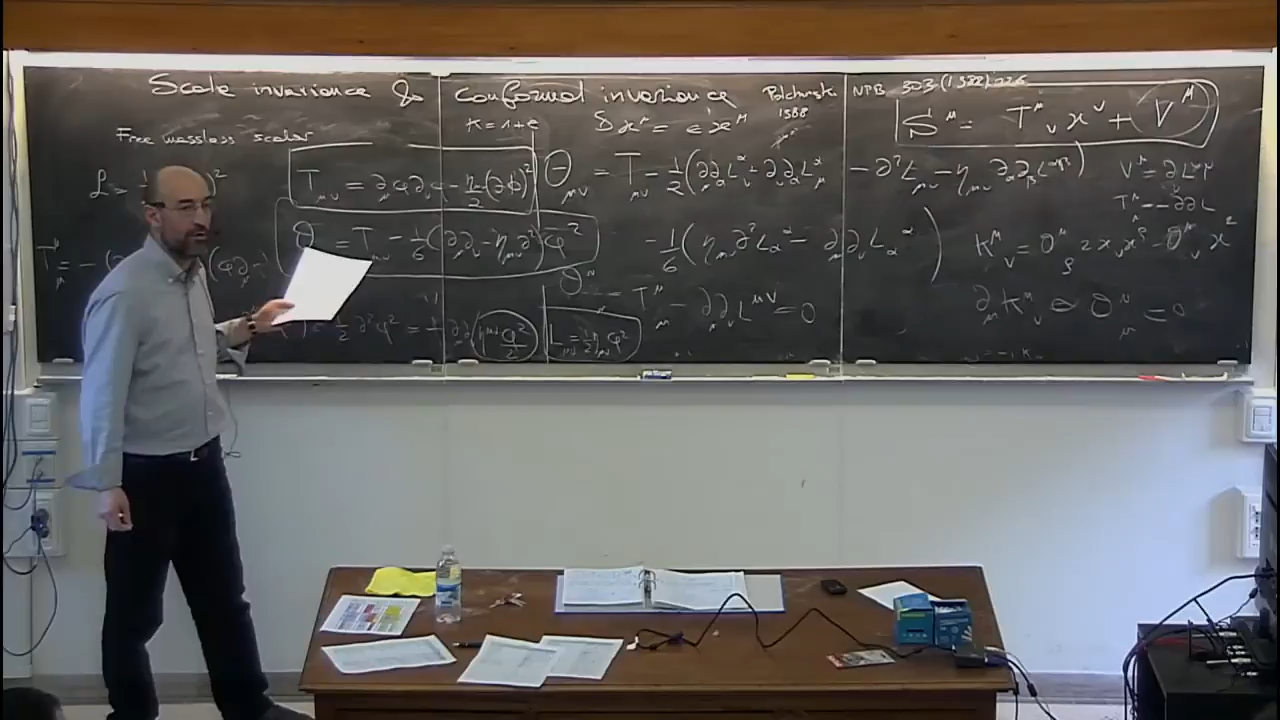 Scale invariance & conformal invariance
Polchinski 1988 NPB 303 (1988) 226
K = 1+ε δx^μ = ε x^μ
S^μ = T^μ_ν x^ν + V^μ
Free massless scalar
T_μν = ∂_μφ∂_νφ - η_μν/2 (∂φ)²
Θ_μν = T_μν - 1/2 (∂_μ∂_α L^α_ν + ∂_ν∂_α L^α_μ - ∂²L_μν - η_μν ∂_α∂_β L^αβ)
V^μ = ∂_ν L^νμ
T^μ_μ = -∂∂L
Θ_μν = T_μν - 1/6 (∂_μ∂_ν - η_μν ∂²) φ²
- 1/6 (η_μν ∂² L^α_α - ∂_μ∂_ν L^α_α)
K^μ_ν = Θ^μ_ρ 2x_ν x^ρ - Θ^μ_ν x²
= T^μ_μ - ∂_μ∂_ν L^μν = 0
∂_μ K^μ_ν ∝ Θ^μ_μ = 0
L_μν = 1/2 η_μν φ²